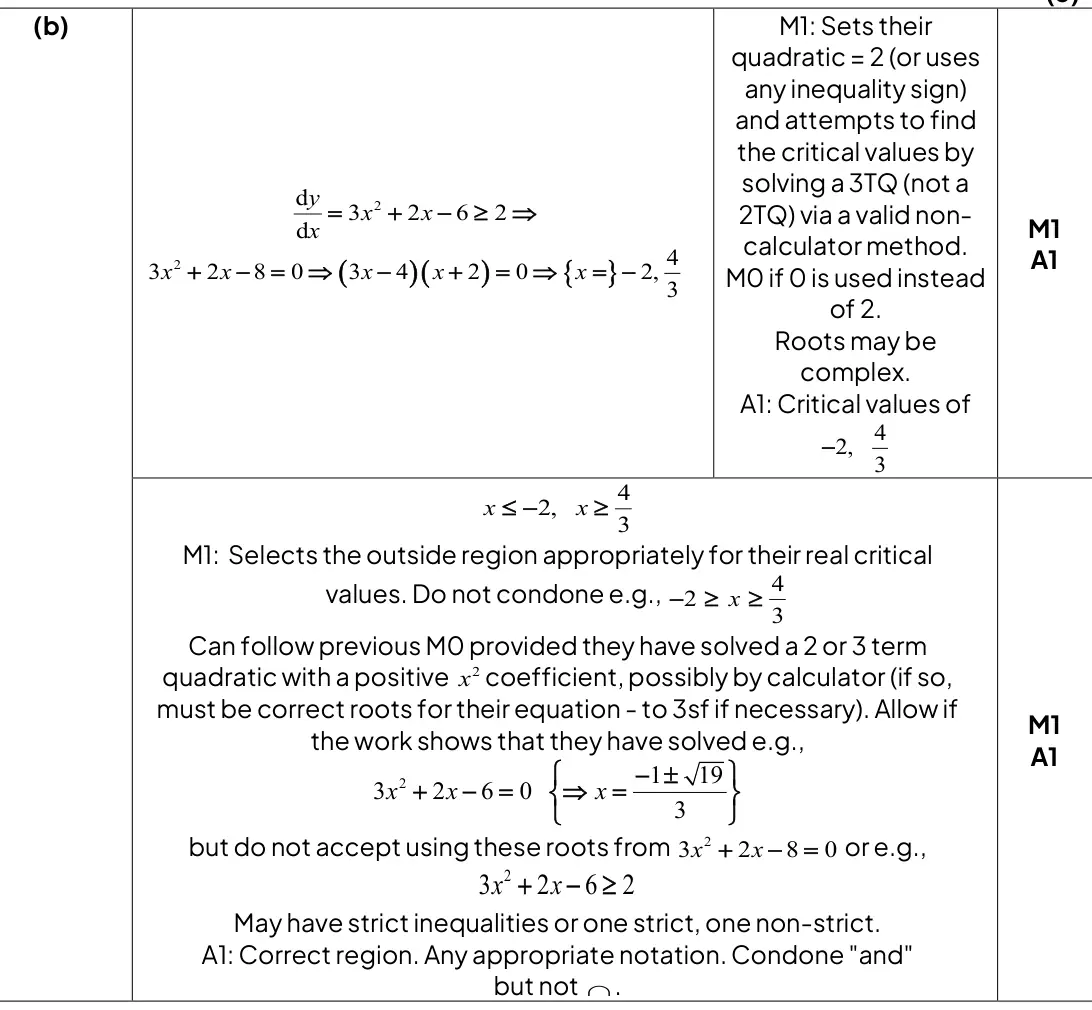 (b)
dy/dx = 3x² + 2x − 6 ≥ 2 ⇒
3x² + 2x − 8 = 0 ⇒ (3x − 4)(x + 2) = 0 ⇒ {x =} − 2, 4/3
M1: Sets their
quadratic = 2 (or uses
any inequality sign)
and attempts to find
the critical values by
solving a 3TQ (not a
2TQ) via a valid non-
calculator method.
M0 if 0 is used instead
of 2.
Roots may be
complex.
A1: Critical values of
−2, 4/3
M1
A1
x ≤ −2, x ≥ 4/3
M1: Selects the outside region appropriately for their real critical
values. Do not condone e.g., −2 ≥ x ≥ 4/3
Can follow previous M0 provided they have solved a 2 or 3 term
quadratic with a positive x² coefficient, possibly by calculator (if so,
must be correct roots for their equation - to 3sf if necessary). Allow if
the work shows that they have solved e.g.,
3x² + 2x − 6 = 0 {⇒ x = (−1 ± √19)/3}
but do not accept using these roots from 3x² + 2x − 8 = 0 or e.g.,
3x² + 2x − 6 ≥ 2
May have strict inequalities or one strict, one non-strict.
A1: Correct region. Any appropriate notation. Condone "and"
but not ∩.
M1
A1